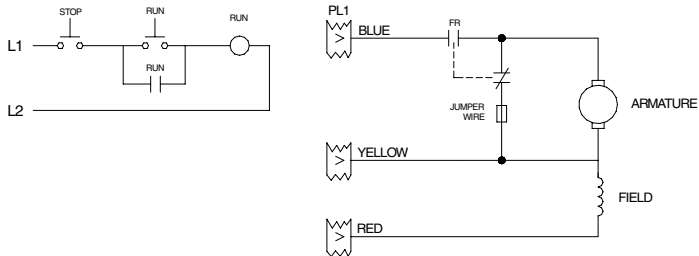 STOP
RUN
RUN
L1
RUN
L2
PL1
BLUE
FR
JUMPER
WIRE
ARMATURE
YELLOW
FIELD
RED